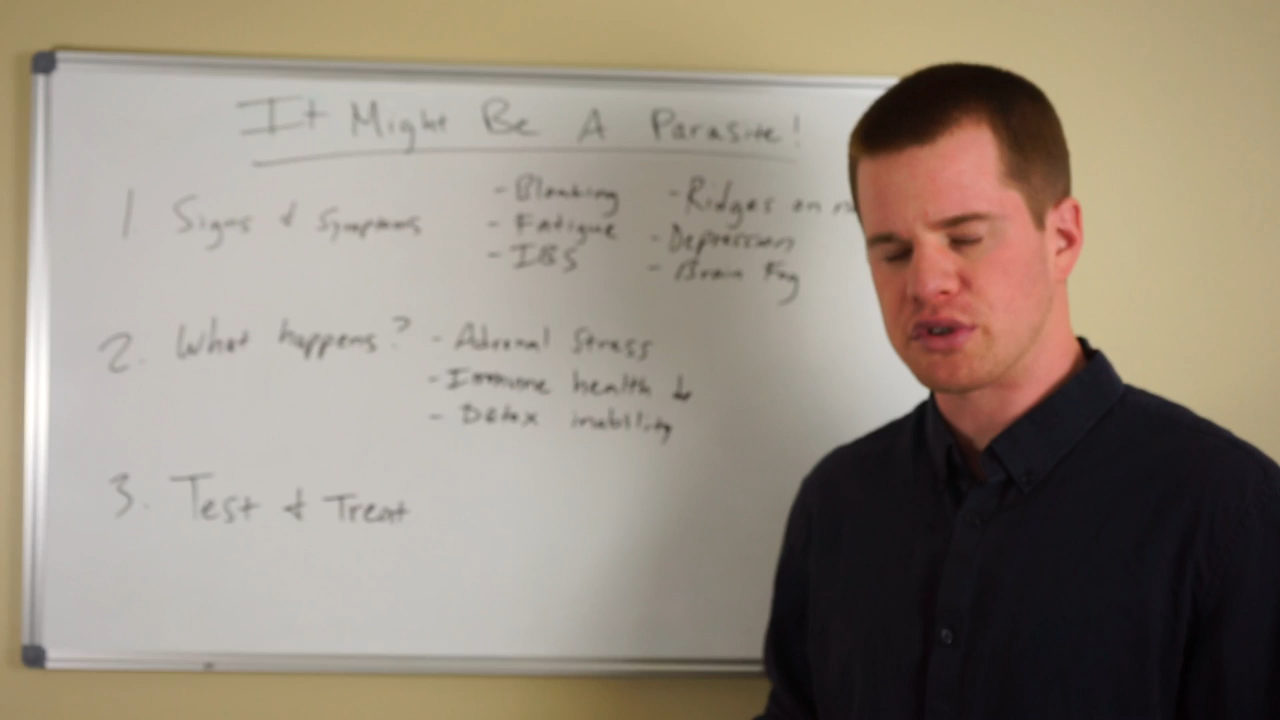 It Might Be A Parasite!
1. Signs & Symptoms - Bloating - Ridges on
- Fatigue - Depression
- IBS - Brain Fog
2. What happens? - Adrenal Stress
- Immune health ↓
- Detox inability
3. Test & Treat